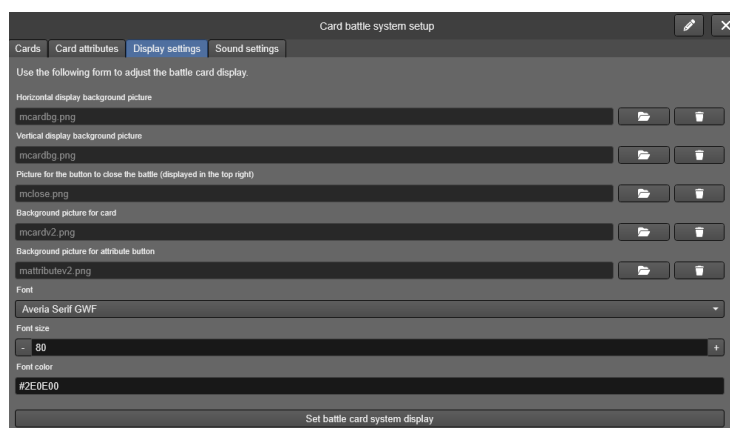 Card battle system setup
Cards Card attributes Display settings Sound settings
Use the following form to adjust the battle card display.
Horizontal display background picture
mcardbg.png
Vertical display background picture
mcardbg.png
Picture for the button to close the battle (displayed in the top right)
mclose.png
Background picture for card
mcardv2.png
Background picture for attribute button
mattributev2.png
Font
Averia Serif GWF
Font size
- 80 +
Font color
#2E0E00
Set battle card system display